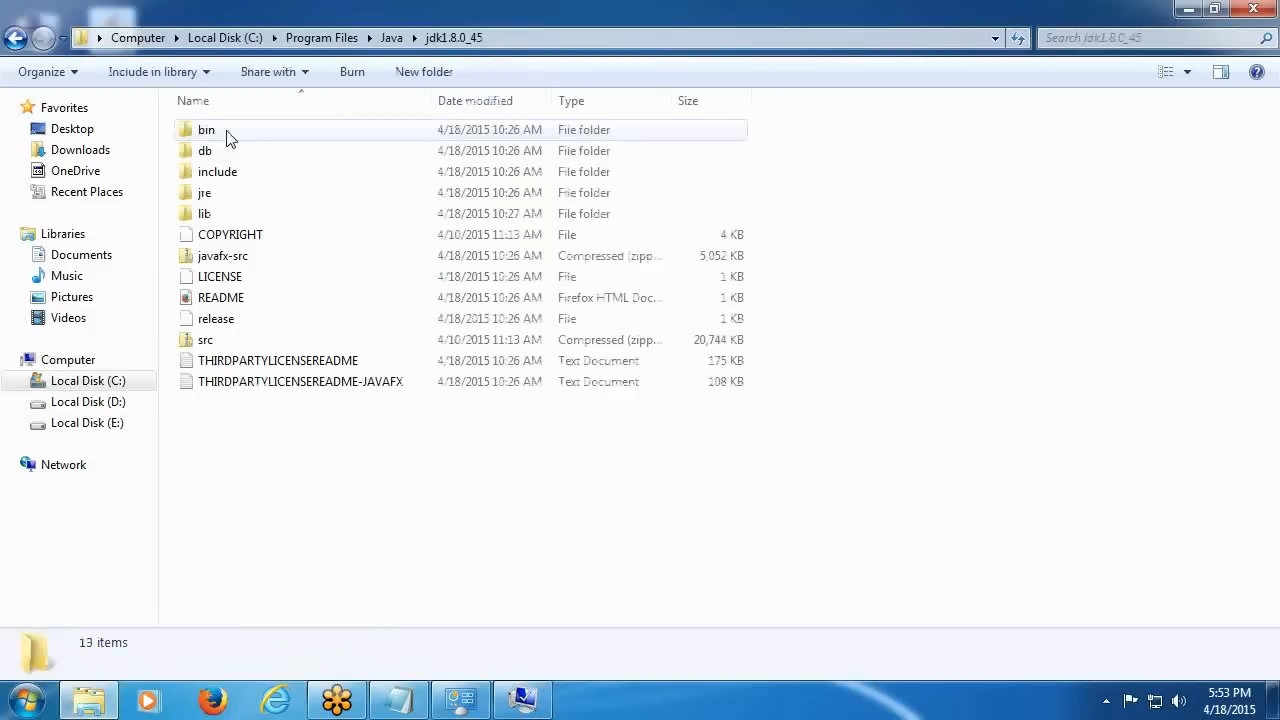 Computer Local Disk (C:) Program Files Java jdk1.8.0_45 Search jdk1.8.0_45
Organize Include in library Share with Burn New folder
Name Date modified Type Size
Favorites
Desktop
Downloads
OneDrive
Recent Places
Libraries
Documents
Music
Pictures
Videos
Computer
Local Disk (C:)
Local Disk (D:)
Local Disk (E:)
Network
bin 4/18/2015 10:26 AM File folder
db 4/18/2015 10:26 AM File folder
include 4/18/2015 10:26 AM File folder
jre 4/18/2015 10:26 AM File folder
lib 4/18/2015 10:27 AM File folder
COPYRIGHT 4/10/2015 11:13 AM File 4 KB
javafx-src 4/18/2015 10:26 AM Compressed (zipp... 5,052 KB
LICENSE 4/18/2015 10:26 AM File 1 KB
README 4/18/2015 10:26 AM Firefox HTML Doc... 1 KB
release 4/18/2015 10:26 AM File 1 KB
src 4/10/2015 11:13 AM Compressed (zipp... 20,744 KB
THIRDPARTYLICENSEREADME 4/18/2015 10:26 AM Text Document 175 KB
THIRDPARTYLICENSEREADME-JAVAFX 4/18/2015 10:26 AM Text Document 108 KB
13 items
5:53 PM
4/18/2015